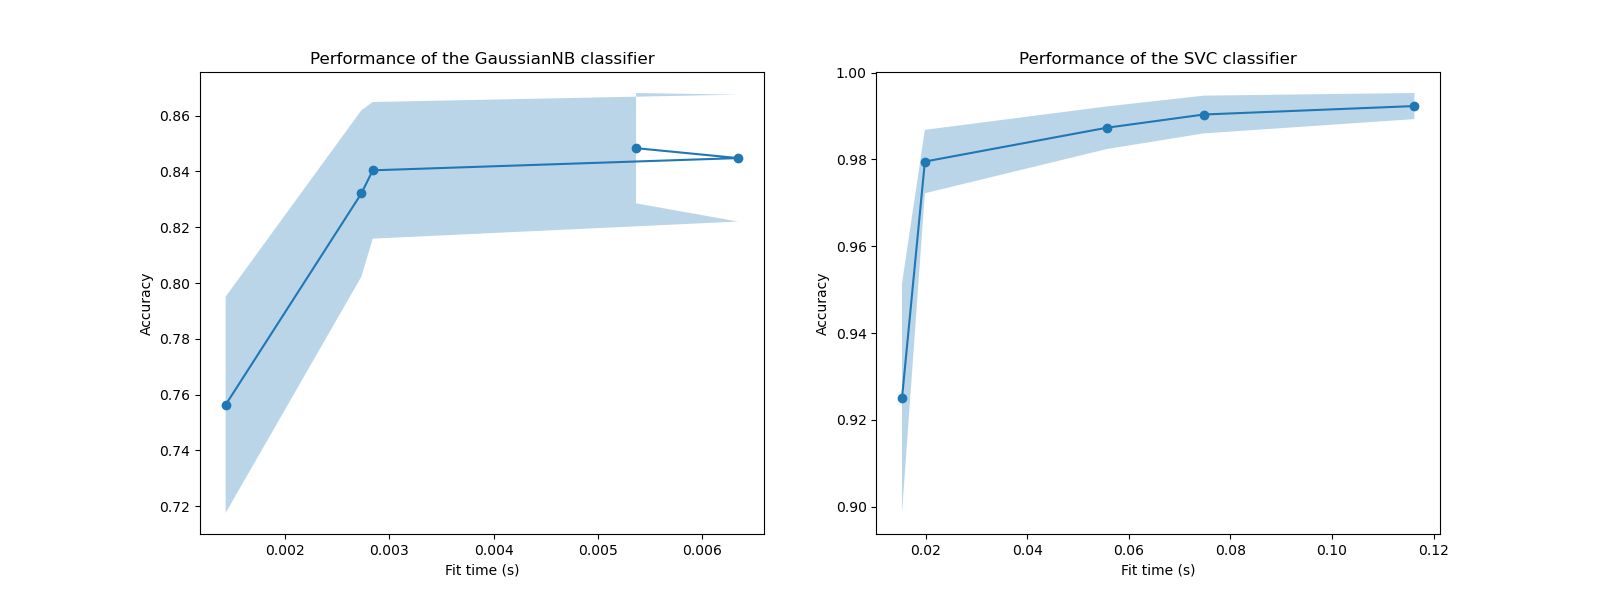 Performance of the GaussianNB classifier
0.86
0.84
0.82
0.80
0.78
0.76
0.74
0.72
Accuracy
0.002 0.003 0.004 0.005 0.006
Fit time (s)
Performance of the SVC classifier
1.00
0.98
0.96
0.94
0.92
0.90
Accuracy
0.02 0.04 0.06 0.08 0.10 0.12
Fit time (s)